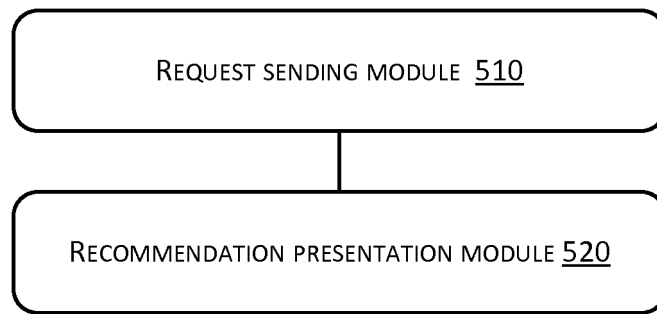 REQUEST SENDING MODULE 510
RECOMMENDATION PRESENTATION MODULE 520